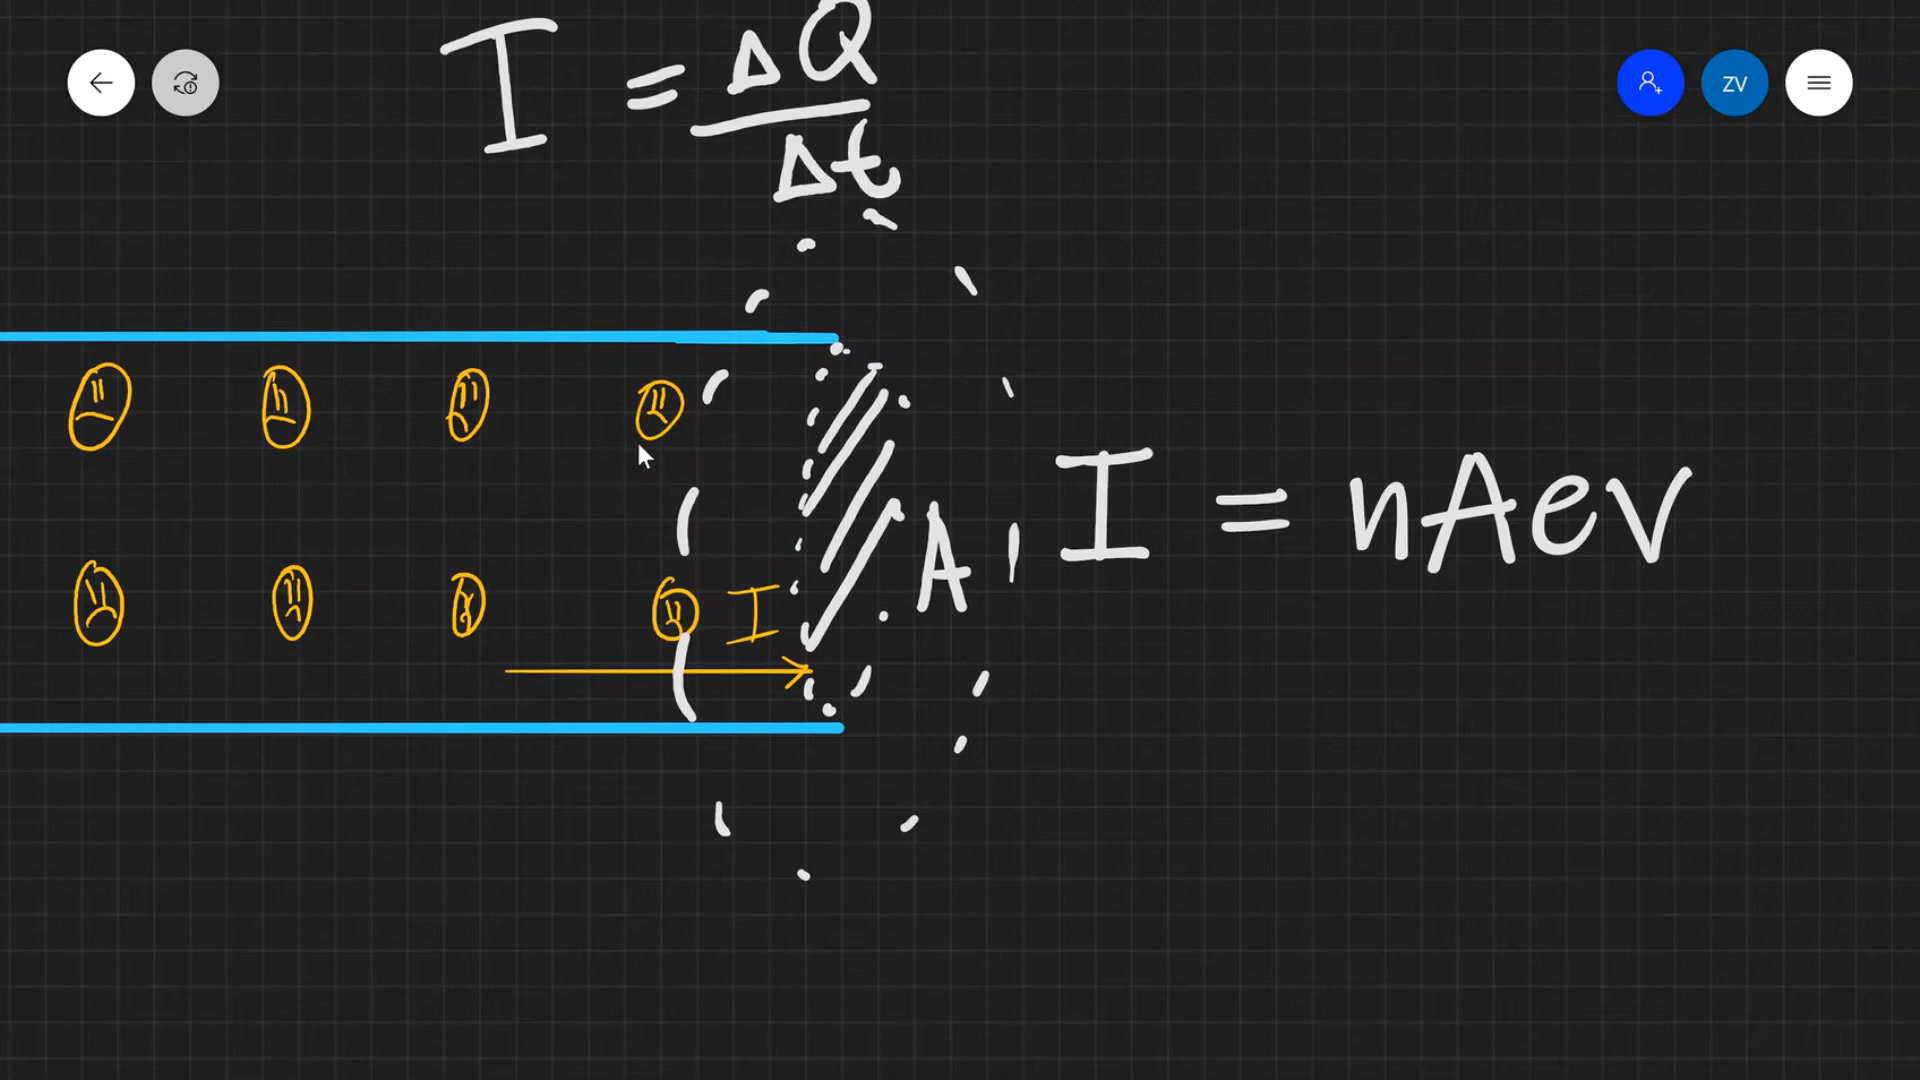 I = ΔQ/Δt
ZV
I
A
I = nAev